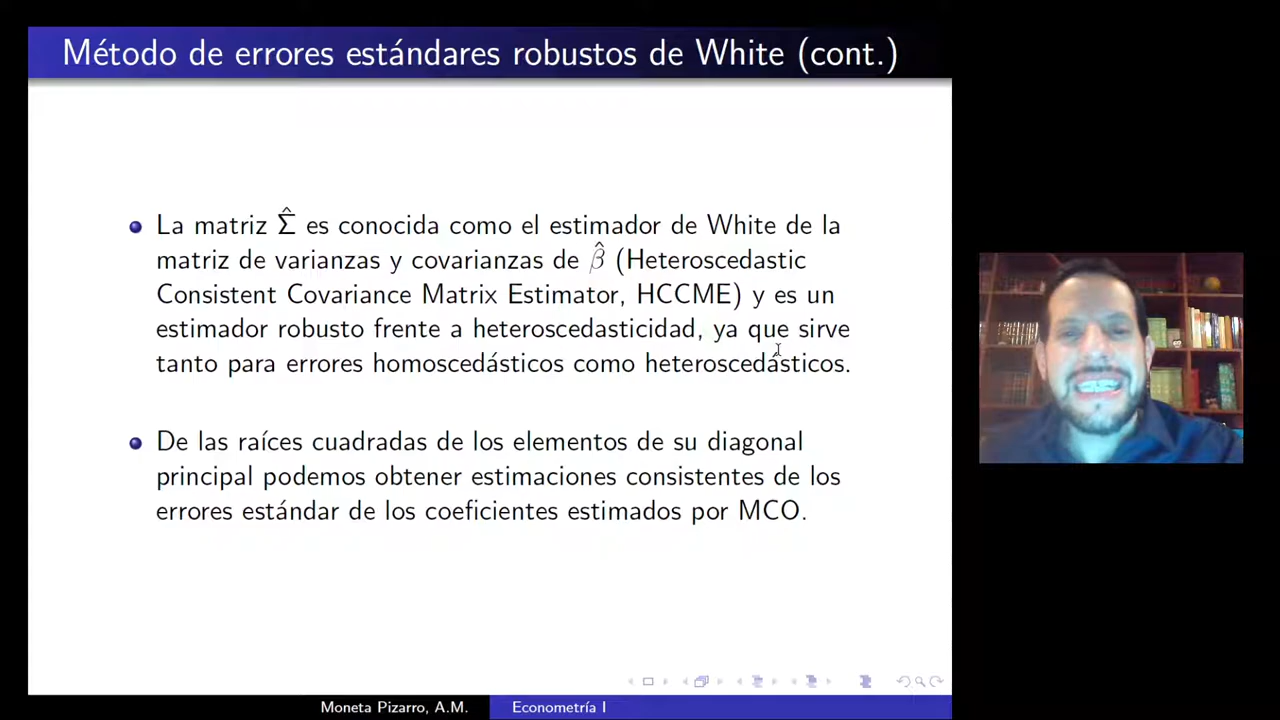 Método de errores estándares robustos de White (cont.)
La matriz Σ̂ es conocida como el estimador de White de la
matriz de varianzas y covarianzas de β̂ (Heteroscedastic
Consistent Covariance Matrix Estimator, HCCME) y es un
estimador robusto frente a heteroscedasticidad, ya que sirve
tanto para errores homoscedásticos como heteroscedásticos.
De las raíces cuadradas de los elementos de su diagonal
principal podemos obtener estimaciones consistentes de los
errores estándar de los coeficientes estimados por MCO.
Moneta Pizarro, A.M. Econometría I